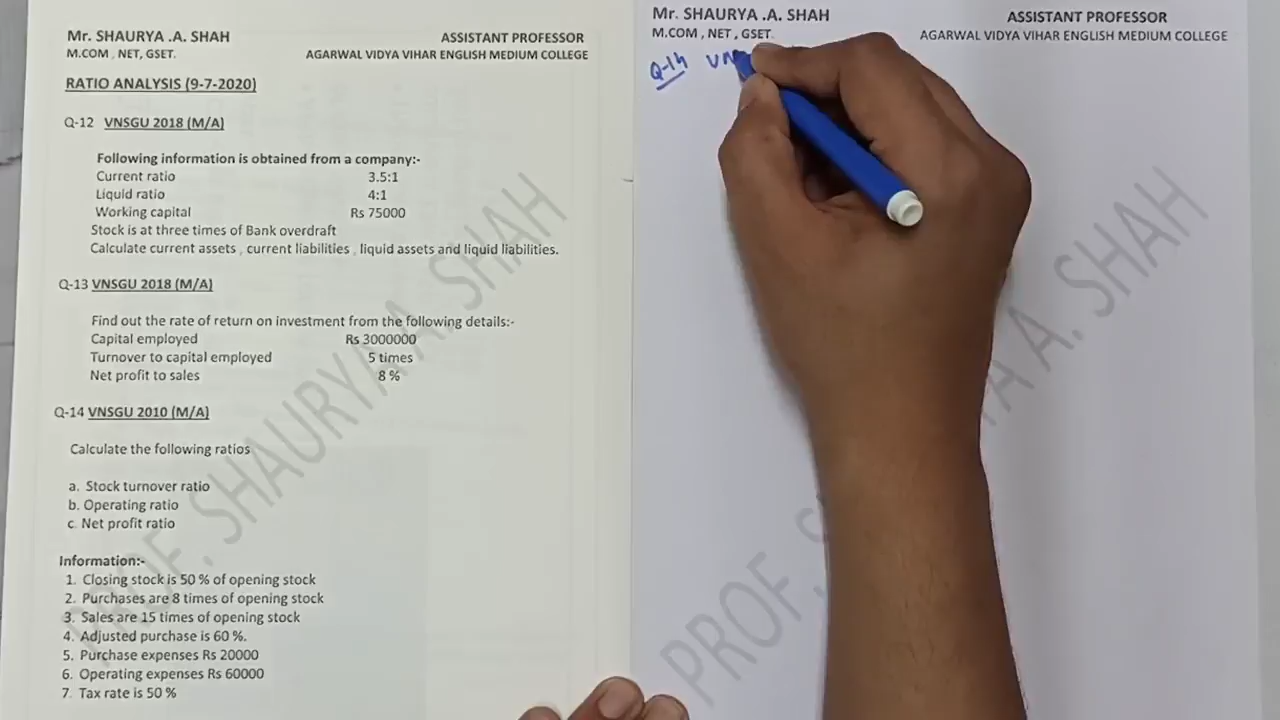 Mr. SHAURYA .A. SHAH ASSISTANT PROFESSOR
M.COM , NET, GSET. AGARWAL VIDYA VIHAR ENGLISH MEDIUM COLLEGE
RATIO ANALYSIS (9-7-2020)
Q-12 VNSGU 2018 (M/A)
Following information is obtained from a company:-
Current ratio 3.5:1
Liquid ratio 4:1
Working capital Rs 75000
Stock is at three times of Bank overdraft
Calculate current assets , current liabilities , liquid assets and liquid liabilities.
Q-13 VNSGU 2018 (M/A)
Find out the rate of return on investment from the following details:-
Capital employed Rs 3000000
Turnover to capital employed 5 times
Net profit to sales 8 %
Q-14 VNSGU 2010 (M/A)
Calculate the following ratios
a. Stock turnover ratio
b. Operating ratio
c. Net profit ratio
Information:-
1. Closing stock is 50 % of opening stock
2. Purchases are 8 times of opening stock
3. Sales are 15 times of opening stock
4. Adjusted purchase is 60 %.
5. Purchase expenses Rs 20000
6. Operating expenses Rs 60000
7. Tax rate is 50 %
PROF. SHAURYA A. SHAH
Mr. SHAURYA .A. SHAH ASSISTANT PROFESSOR
M.COM , NET , GSET. AGARWAL VIDYA VIHAR ENGLISH MEDIUM COLLEGE
Q-14 VN
PROF. S
A A. SHAH